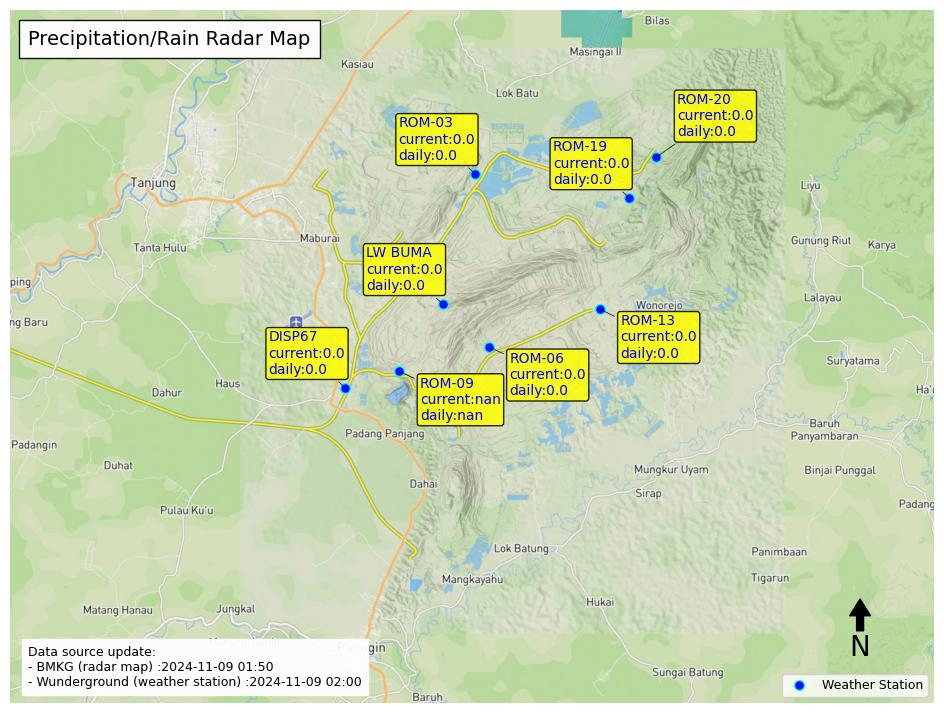 Precipitation/Rain Radar Map
Bilas
Masingai II
Kasiau
Lok Batu
ROM-20
current:0.0
daily:0.0
ROM-03
current:0.0
daily:0.0
ROM-19
current:0.0
daily:0.0
Tanjung
Liyu
Maburai
Tanta Hulu
Gunung Riut
Karya
LW BUMA
current:0.0
daily:0.0
ping
Lalayau
Wonorejo
ng Baru
ROM-13
current:0.0
daily:0.0
DISP67
current:0.0
daily:0.0
ROM-06
current:0.0
daily:0.0
Suryatama
Haus
Dahur
ROM-09
current:nan
daily:nan
Ha'
Baruh
Panyambaran
Padang Panjang
Padangin
Duhat
Mungkur Uyam
Binjai Punggal
Dahai
Sirap
Pulau Ku'u
Padang
Lok Batung
Panimbaan
Mangkayahu
Tigarun
Matang Hanau
Jungkal
Hukai
N
Sungai Batung
Baruh
Data source update:
- BMKG (radar map) :2024-11-09 01:50
- Wunderground (weather station) :2024-11-09 02:00
Weather Station